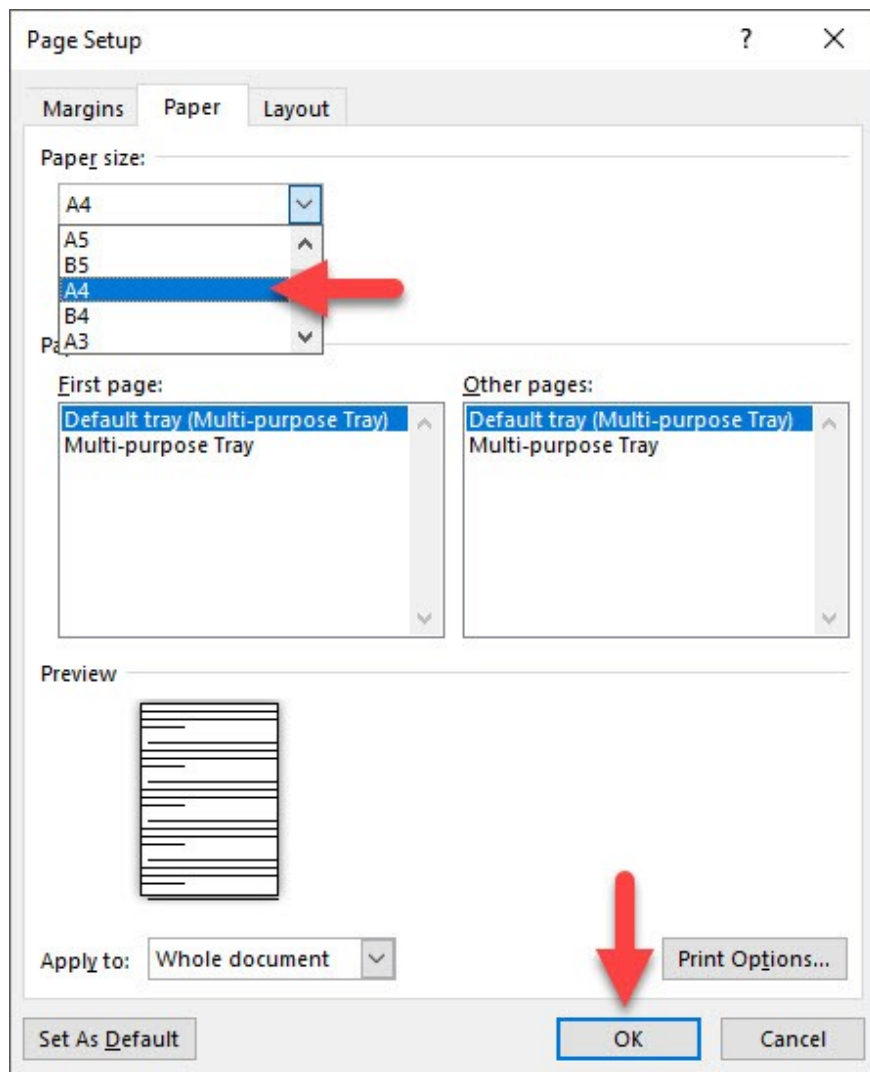 Page Setup ?
Margins Paper Layout
Paper size:
A4
A5
B5
A4
B4
A3
First page: Other pages:
Default tray (Multi-purpose Tray) Default tray (Multi-purpose Tray)
Multi-purpose Tray Multi-purpose Tray
Preview
Apply to: Whole document Print Options...
Set As Default OK Cancel